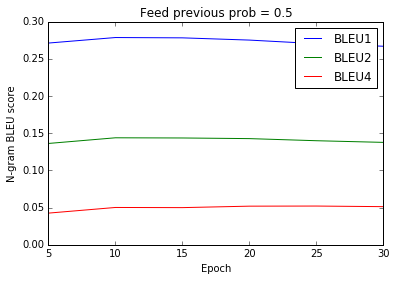 Feed previous prob = 0.5
0.30
0.25
0.20
0.15
0.10
0.05
0.00
N-gram BLEU score
BLEU1
BLEU2
BLEU4
5 10 15 20 25 30
Epoch